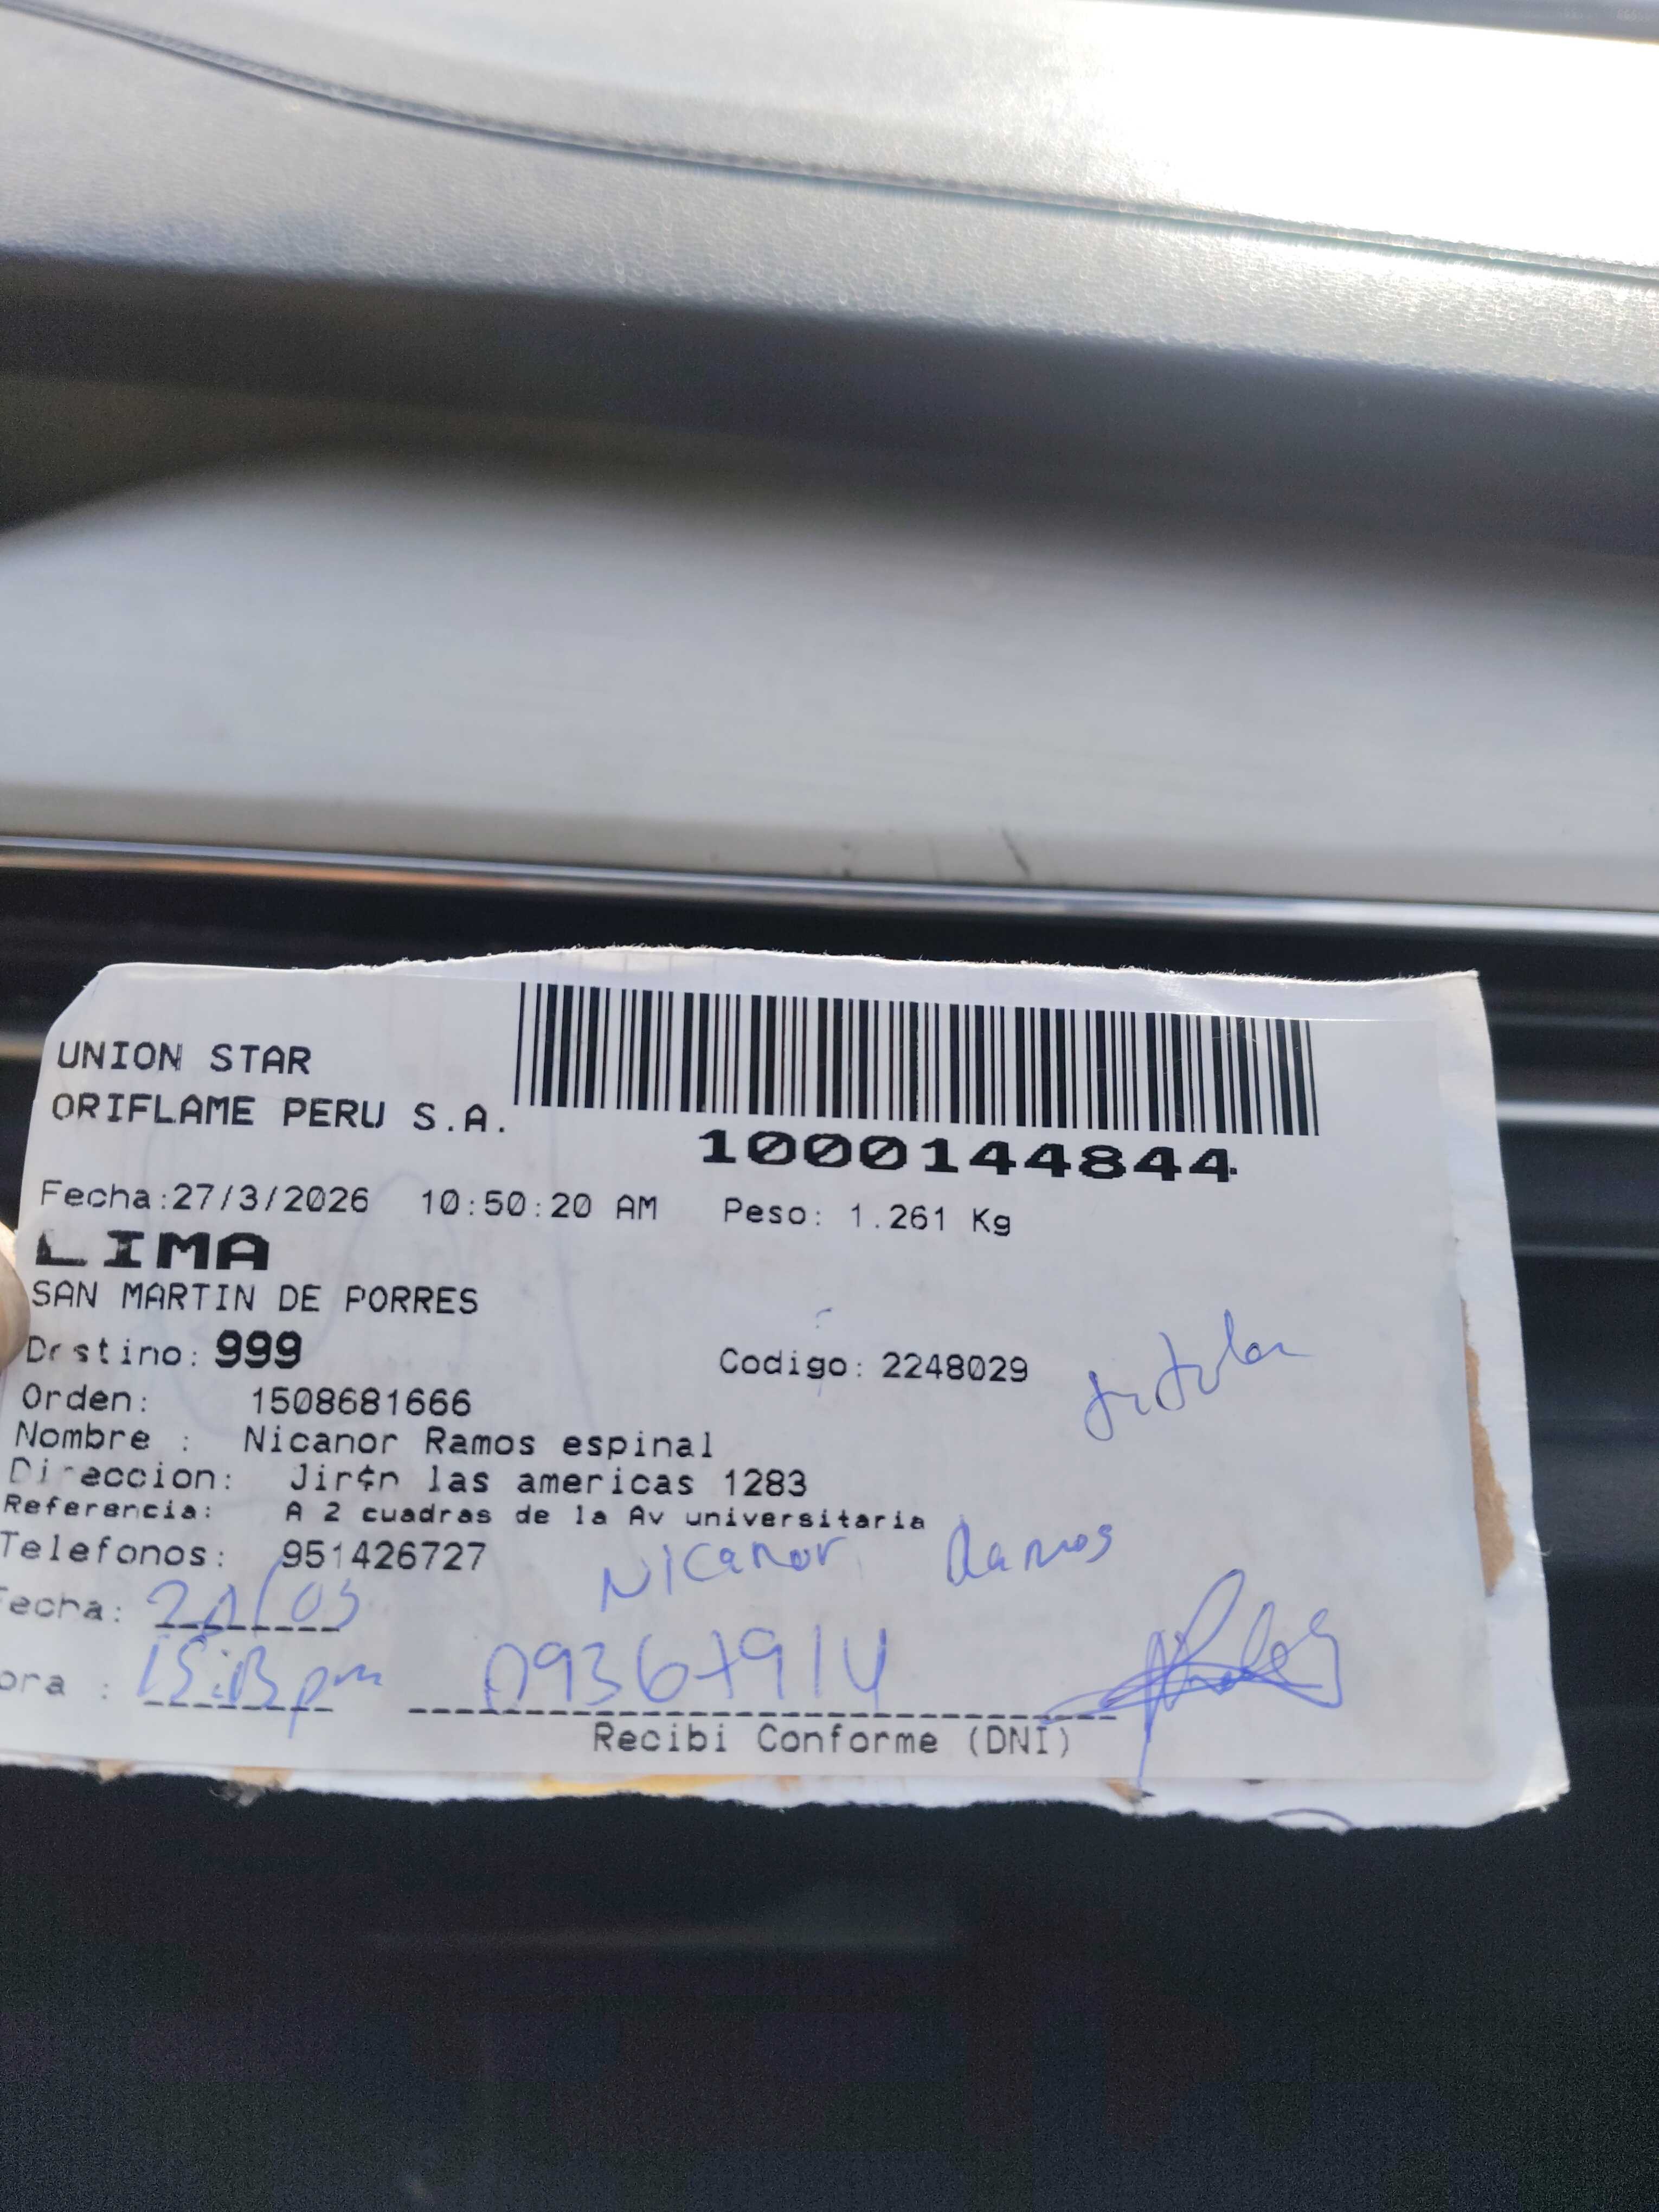 UNION STAR
ORIFLAME PERU S.A.
1000144844
Fecha:27/3/2026 10:50:20 AM Peso: 1.261 Kg
LIMA
SAN MARTIN DE PORRES
Destino: 999 Codigo: 2248029
Orden: 1508681666
Nombre : Nicanor Ramos espinal
Direccion: Jir¢n las americas 1283
Referencia: A 2 cuadras de la Av universitaria
Telefonos: 951426727
Nicanor Ramos
Fecha:
ora : pm 09367914
Recibi Conforme (DNI)